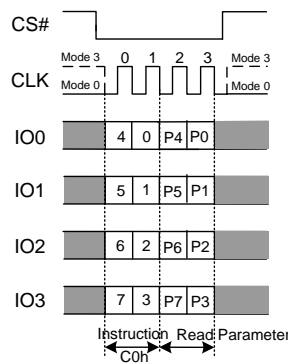 CS#
Mode 3 0 1 2 3 Mode 3
CLK
Mode 0 Mode 0
IO0 4 0 P4 P0
IO1 5 1 P5 P1
IO2 6 2 P6 P2
IO3 7 3 P7 P3
Instruction Read Parameter
C0h